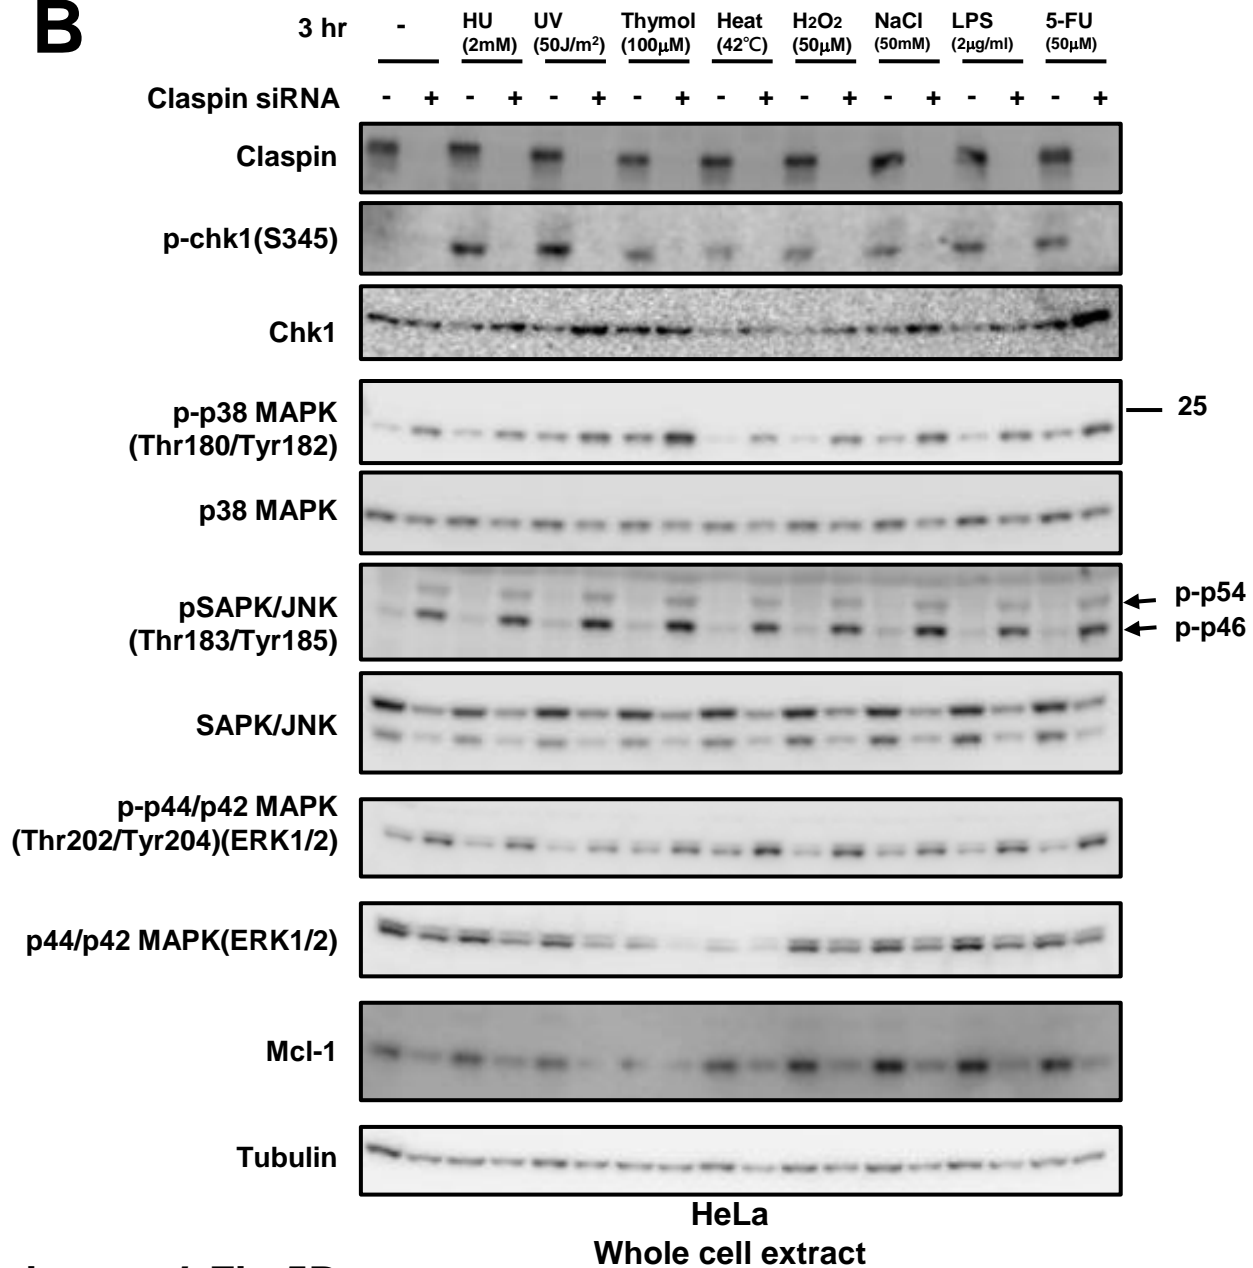 B
3 hr - HU UV Thymol Heat H2O2 NaCl LPS 5-FU
(2mM) (50J/m2) (100μM) (42℃) (50μM) (50mM) (2μg/ml) (50μM)
Claspin siRNA - + - + - + - + - + - + - + - + - +
Claspin
p-chk1(S345)
Chk1
p-p38 MAPK
(Thr180/Tyr182)
25
p38 MAPK
pSAPK/JNK
(Thr183/Tyr185)
p-p54
p-p46
SAPK/JNK
p-p44/p42 MAPK
(Thr202/Tyr204)(ERK1/2)
p44/p42 MAPK(ERK1/2)
Mcl-1
Tubulin
HeLa
Whole cell extract